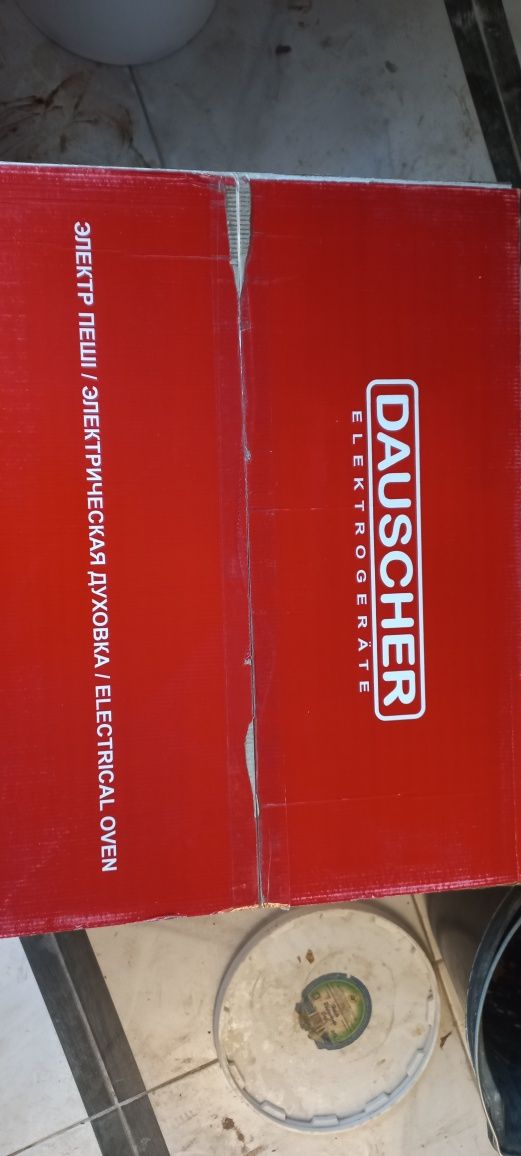 DAUSCHER
ELEKTROGERÄTE
ЭЛЕКТР ПЕШІ / ЭЛЕКТРИЧЕСКАЯ ДУХОВКА / ELECTRICAL OVEN